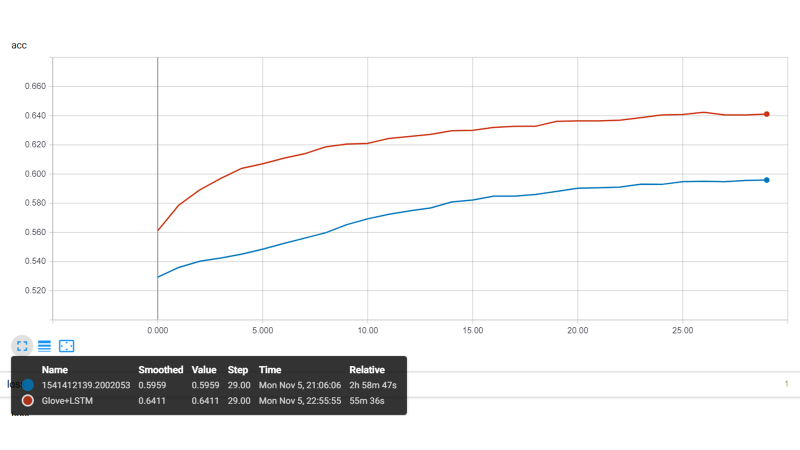 acc
0.660
0.640
0.620
0.600
0.580
0.560
0.540
0.520
0.000 5.000 10.00 15.00 20.00 25.00
Name Smoothed Value Step Time Relative
1541412139.2002053 0.5959 0.5959 29.00 Mon Nov 5, 21:06:06 2h 58m 47s
Glove+LSTM 0.6411 0.6411 29.00 Mon Nov 5, 22:55:55 55m 36s
1